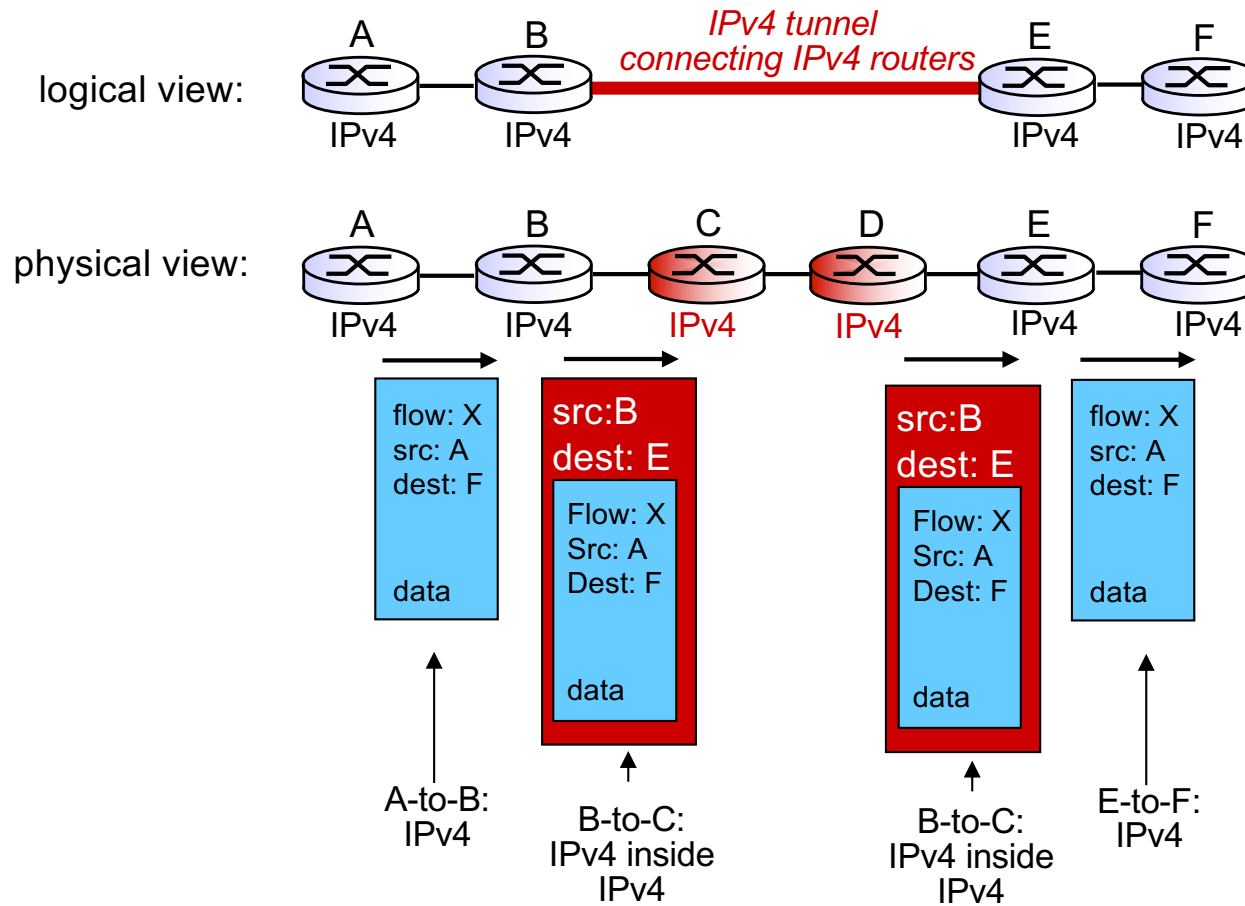 IPv4 tunnel
connecting IPv4 routers
A B E F
logical view:
IPv4 IPv4 IPv4 IPv4
A B C D E F
physical view:
IPv4 IPv4 IPv4 IPv4 IPv4 IPv4
flow: X
src: A
dest: F
data
src:B
dest: E
Flow: X
Src: A
Dest: F
data
src:B
dest: E
Flow: X
Src: A
Dest: F
data
flow: X
src: A
dest: F
data
A-to-B:
IPv4
B-to-C:
IPv4 inside
IPv4
B-to-C:
IPv4 inside
IPv4
E-to-F:
IPv4